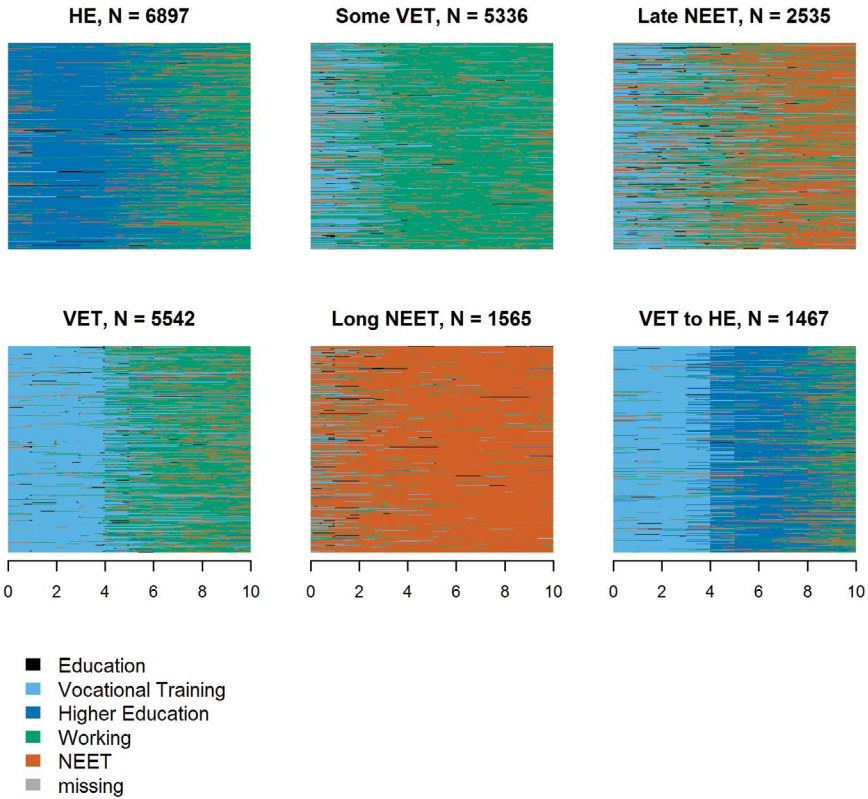 HE, N = 6897
Some VET, N = 5336
Late NEET, N = 2535
VET, N = 5542
Long NEET, N = 1565
VET to HE, N = 1467
0 2 4 6 8 10
0 2 4 6 8 10
0 2 4 6 8 10
Education
Vocational Training
Higher Education
Working
NEET
missing